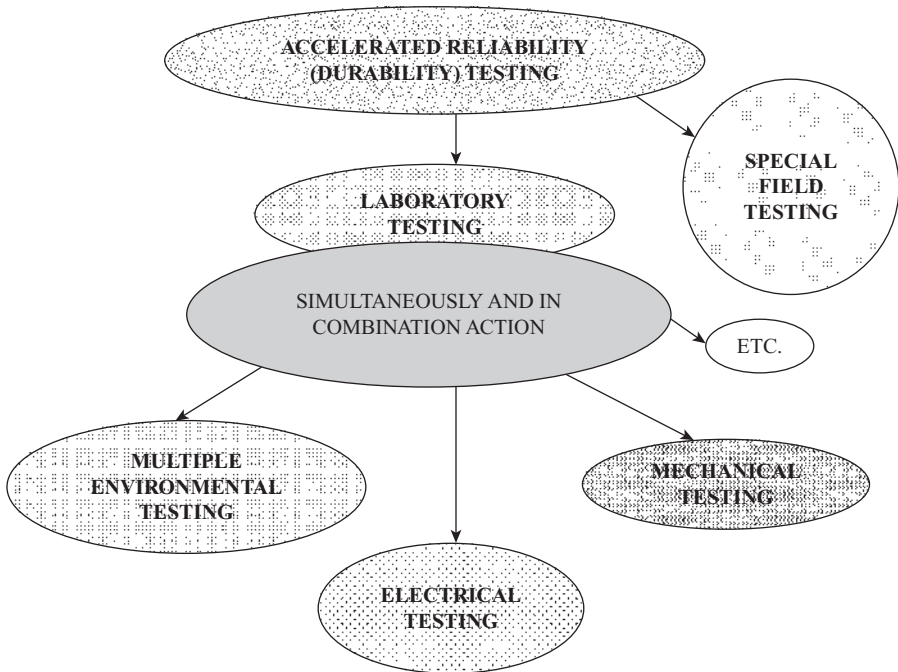 ACCELERATED RELIABILITY
(DURABILITY) TESTING
SPECIAL
FIELD
TESTING
LABORATORY
TESTING
SIMULTANEOUSLY AND IN
COMBINATION ACTION
ETC.
MULTIPLE
ENVIRONMENTAL
TESTING
MECHANICAL
TESTING
ELECTRICAL
TESTING